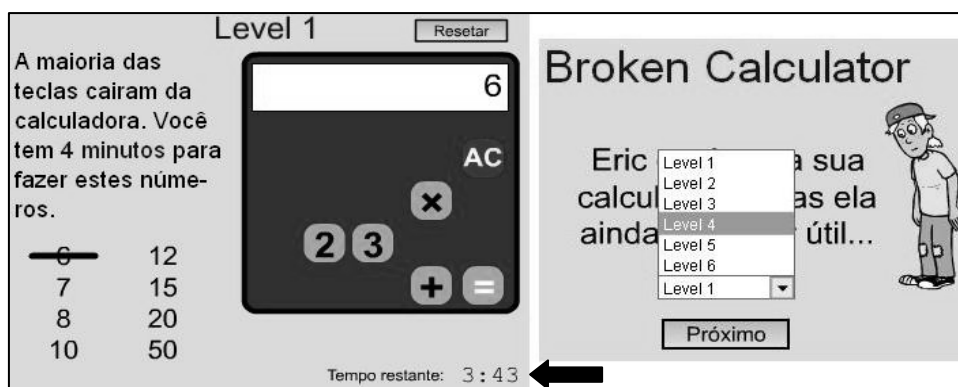 Level 1
Resetar
A maioria das
teclas cairam da
calculadora. Você
tem 4 minutos para
fazer estes núme-
ros.
6 12
7 15
8 20
10 50
6
AC
×
2 3
+ =
Tempo restante: 3:43
Broken Calculator
Eric a sua
calcul as ela
ainda útil...
Level 1
Level 2
Level 3
Level 4
Level 5
Level 6
Level 1
Próximo